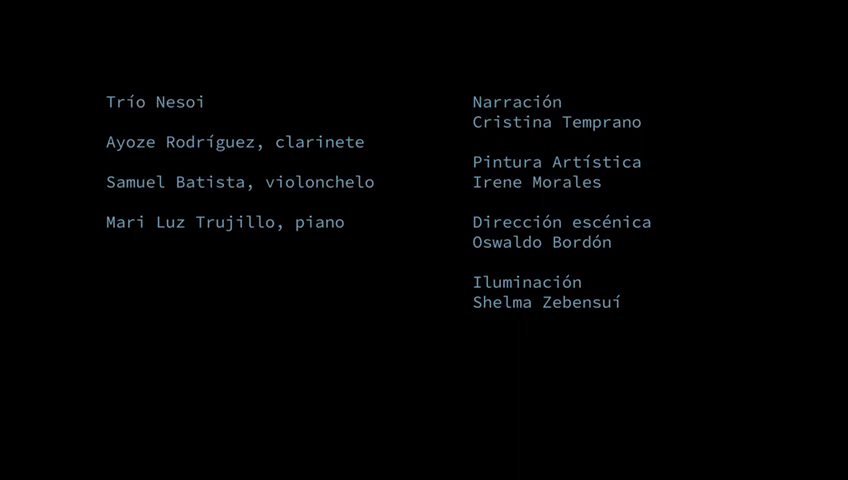 Trío Nesoi
Ayoze Rodríguez, clarinete
Samuel Batista, violonchelo
Mari Luz Trujillo, piano
Narración
Cristina Temprano
Pintura Artística
Irene Morales
Dirección escénica
Oswaldo Bordón
Iluminación
Shelma Zebensuí